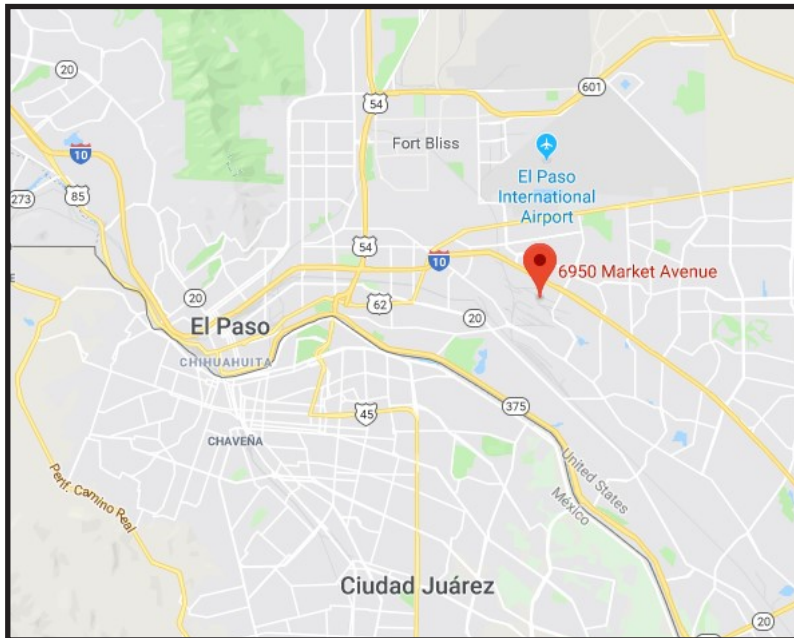 20
54
601
10
Fort Bliss
El Paso
International
Airport
273
85
54
10
6950 Market Avenue
20
62
20
El Paso
CHIHUAHUITA
375
45
CHAVEÑA
United States
México
Perif. Camino Real
Ciudad Juárez
20